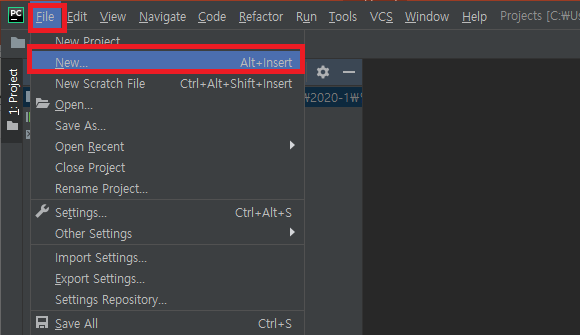 PC File Edit View Navigate Code Refactor Run Tools VCS Window Help Projects [C:₩Us
New Project...
New... Alt+Insert
1: Project
New Scratch File Ctrl+Alt+Shift+Insert
Open... ₩2020-1₩
Save As...
Open Recent
Close Project
Rename Project...
Settings... Ctrl+Alt+S
Other Settings
Import Settings...
Export Settings...
Settings Repository...
Save All Ctrl+S